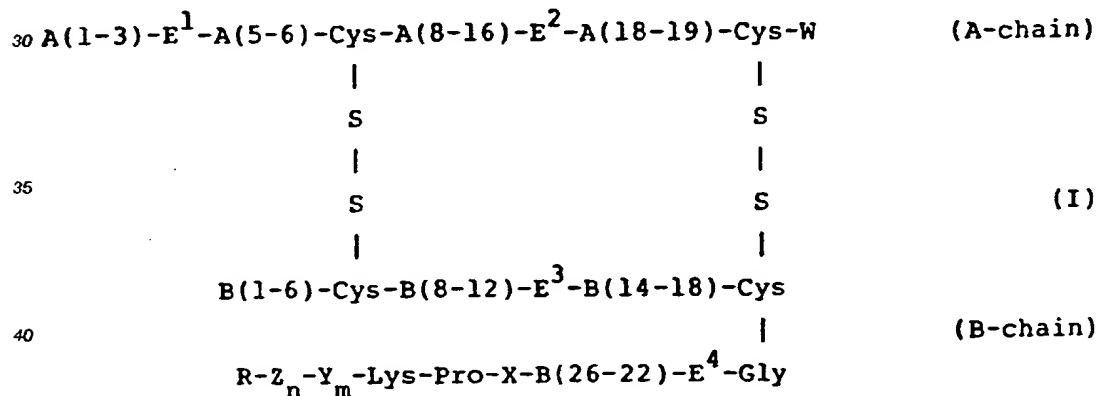 30 A(1-3)-E¹-A(5-6)-Cys-A(8-16)-E²-A(18-19)-Cys-W (A-chain)
| |
S S
| |
35 S S (I)
| |
B(1-6)-Cys-B(8-12)-E³-B(14-18)-Cys
40 | (B-chain)
R-Zₙ-Yₘ-Lys-Pro-X-B(26-22)-E⁴-Gly